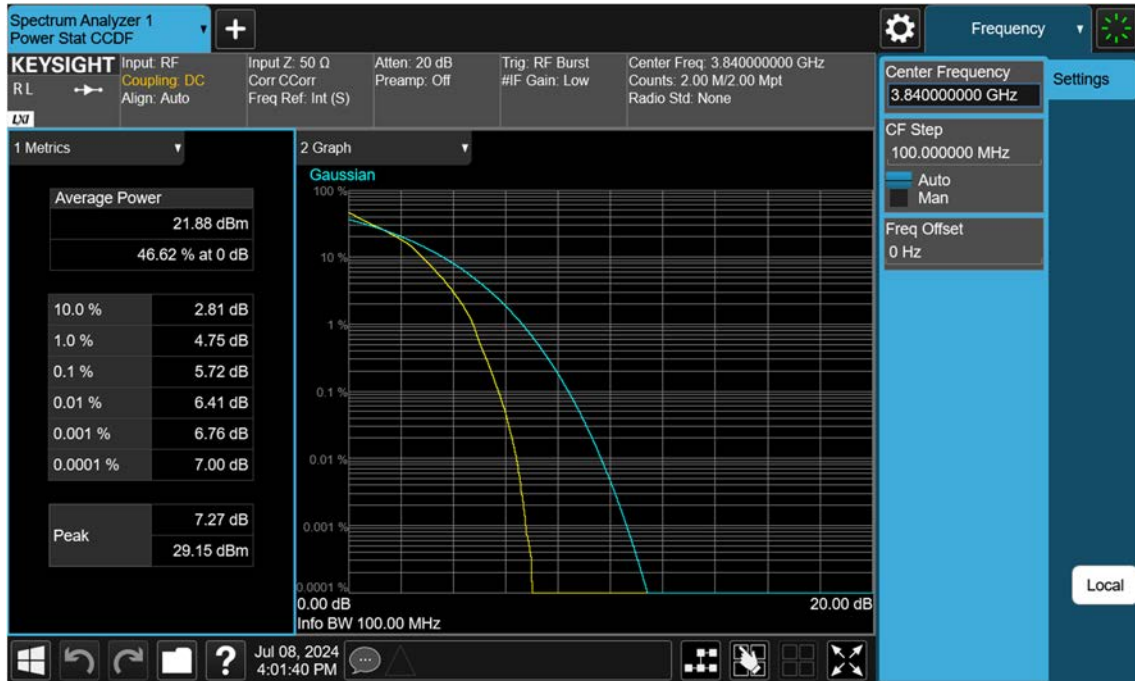 Spectrum Analyzer 1
Power Stat CCDF
+
Frequency
KEYSIGHT
RL
LXI
Input: RF
Coupling: DC
Align: Auto
Input Z: 50 Ω
Corr CCorr
Freq Ref: Int (S)
Atten: 20 dB
Preamp: Off
Trig: RF Burst
#IF Gain: Low
Center Freq: 3.840000000 GHz
Counts: 2.00 M/2.00 Mpt
Radio Std: None
Center Frequency
3.840000000 GHz
Settings
CF Step
100.000000 MHz
Auto
Man
Freq Offset
0 Hz
1 Metrics
Average Power
21.88 dBm
46.62 % at 0 dB
10.0 % 2.81 dB
1.0 % 4.75 dB
0.1 % 5.72 dB
0.01 % 6.41 dB
0.001 % 6.76 dB
0.0001 % 7.00 dB
Peak
7.27 dB
29.15 dBm
2 Graph
Gaussian
100 %
10 %
1 %
0.1 %
0.01 %
0.001 %
0.0001 %
0.00 dB 20.00 dB
Info BW 100.00 MHz
Local
?
Jul 08, 2024
4:01:40 PM